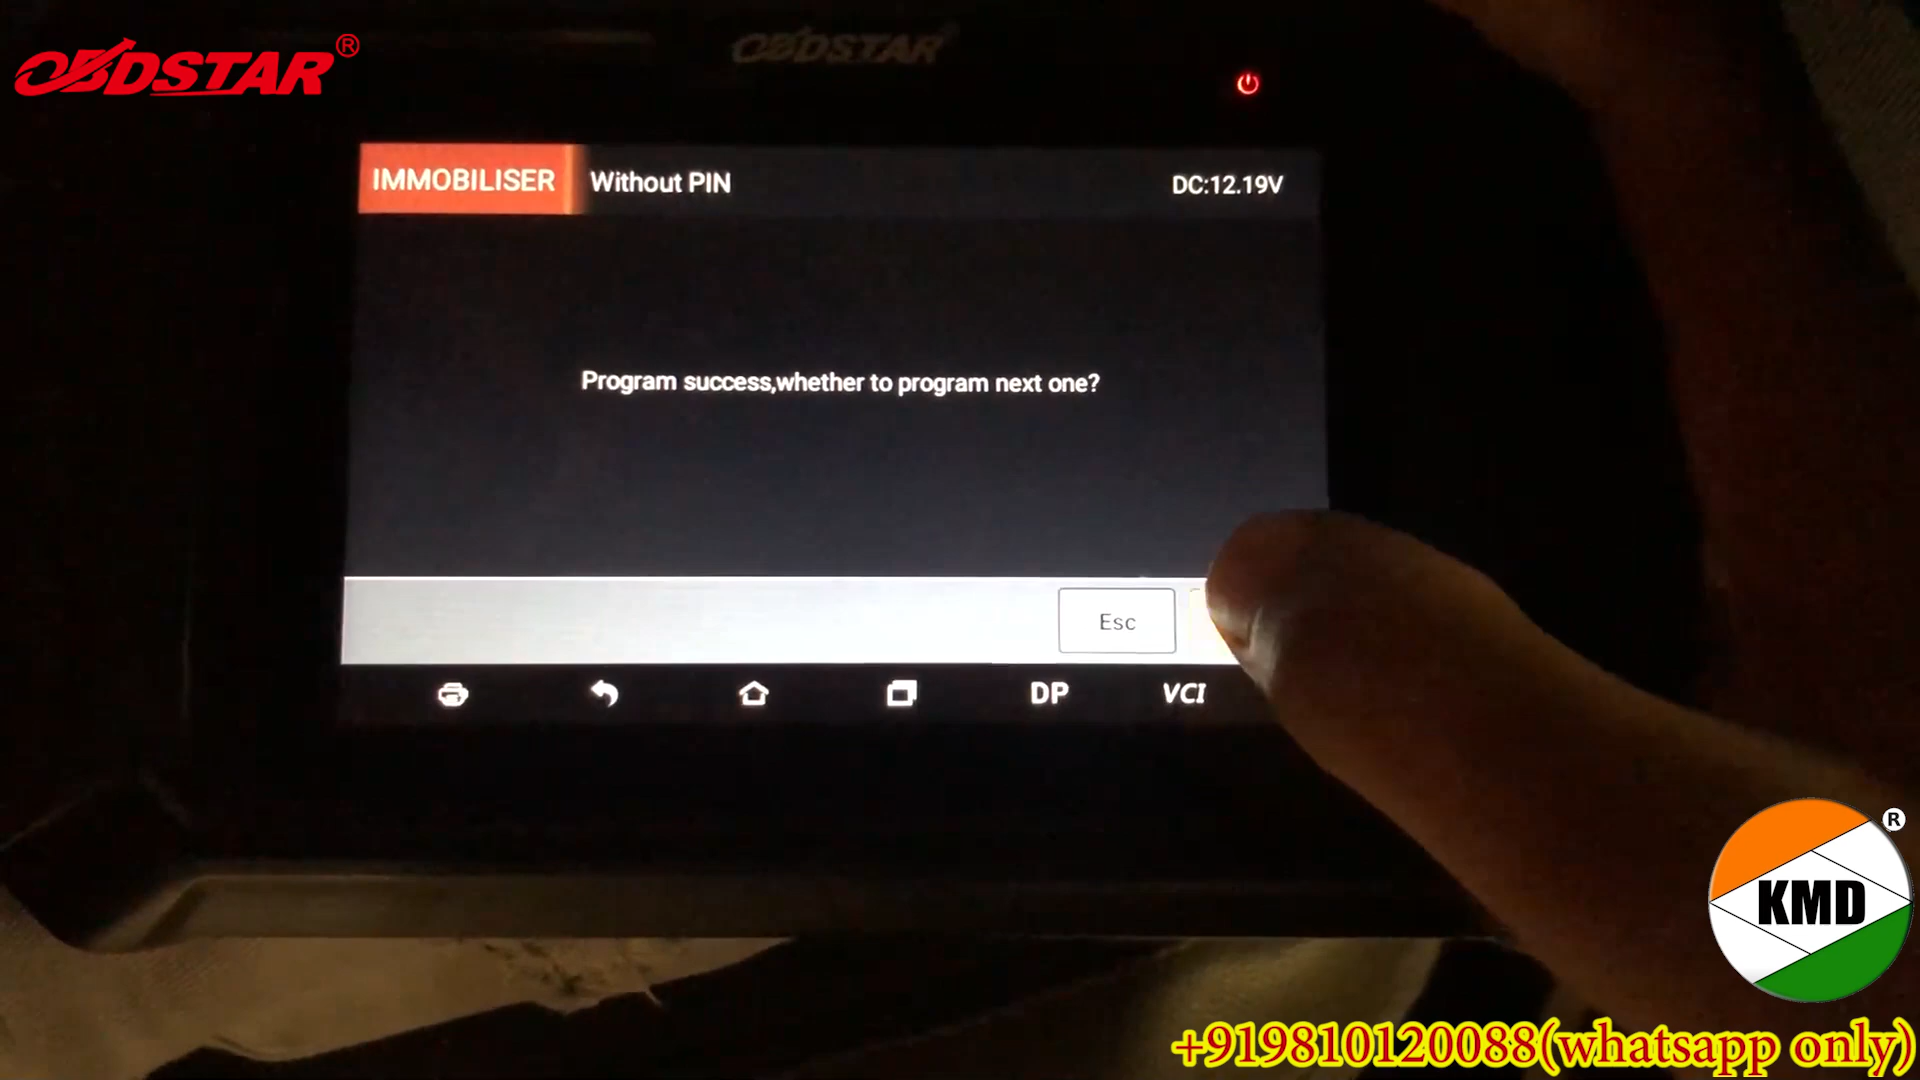 OBDSTAR®
OBDSTAR
IMMOBILISER Without PIN DC:12.19V
Program success,whether to program next one?
Esc
DP VCI
KMD ®
+919810120088(whatsapp only)